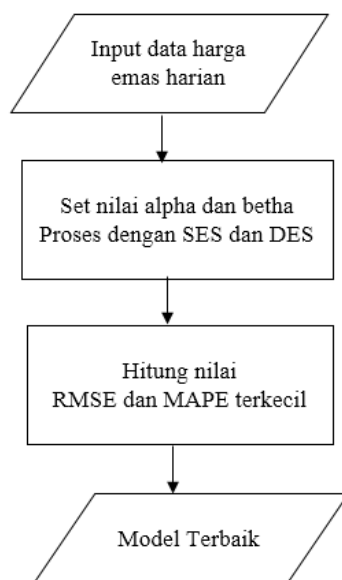 Input data harga
emas harian
Set nilai alpha dan betha
Proses dengan SES dan DES
Hitung nilai
RMSE dan MAPE terkecil
Model Terbaik